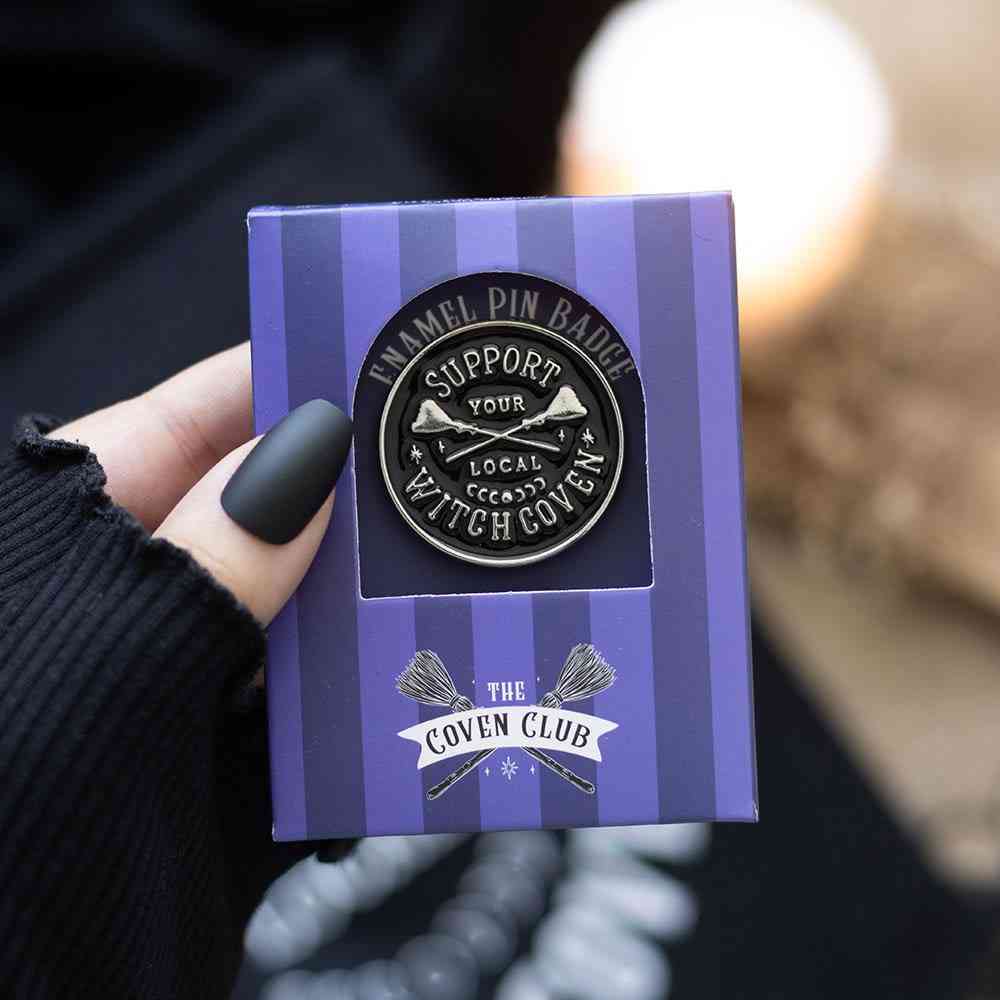 ENAMEL PIN BADGE
SUPPORT
YOUR
LOCAL
WITCH COVEN
THE
COVEN CLUB